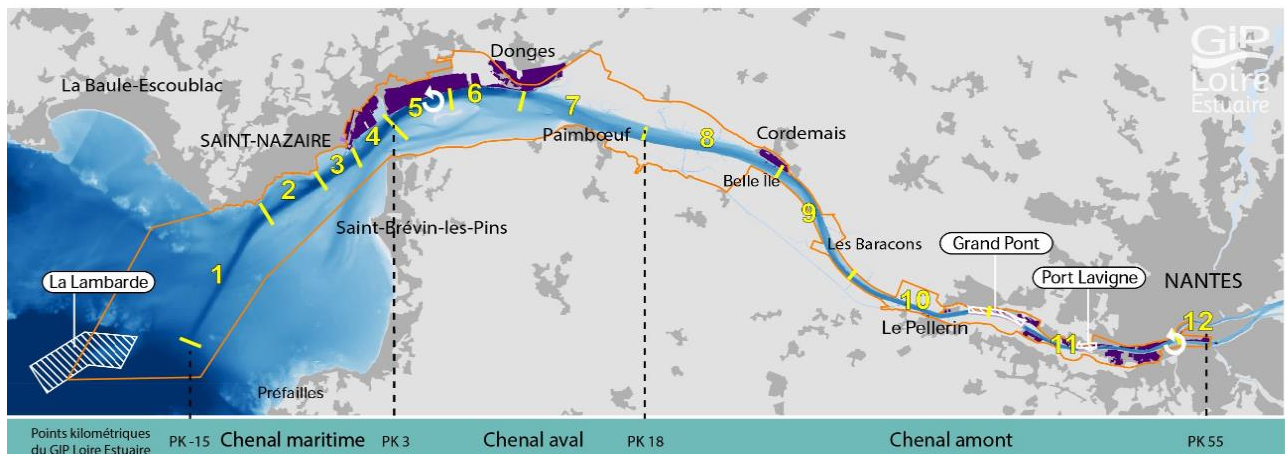 GIP
Loire
Estuaire
Donges
La Baule-Escoublac
6
5
7
SAINT-NAZAIRE
4
Paimbœuf
8
Cordemais
3
2
Belle Ile
Saint-Brévin-les-Pins
9
Les Baracons
Grand Pont
1
La Lambarde
Port Lavigne
NANTES
10
Le Pellerin
12
11
Préfailles
Points kilométriques
du GIP Loire Estuaire
PK -15
Chenal maritime
PK 3
Chenal aval
PK 18
Chenal amont
PK 55